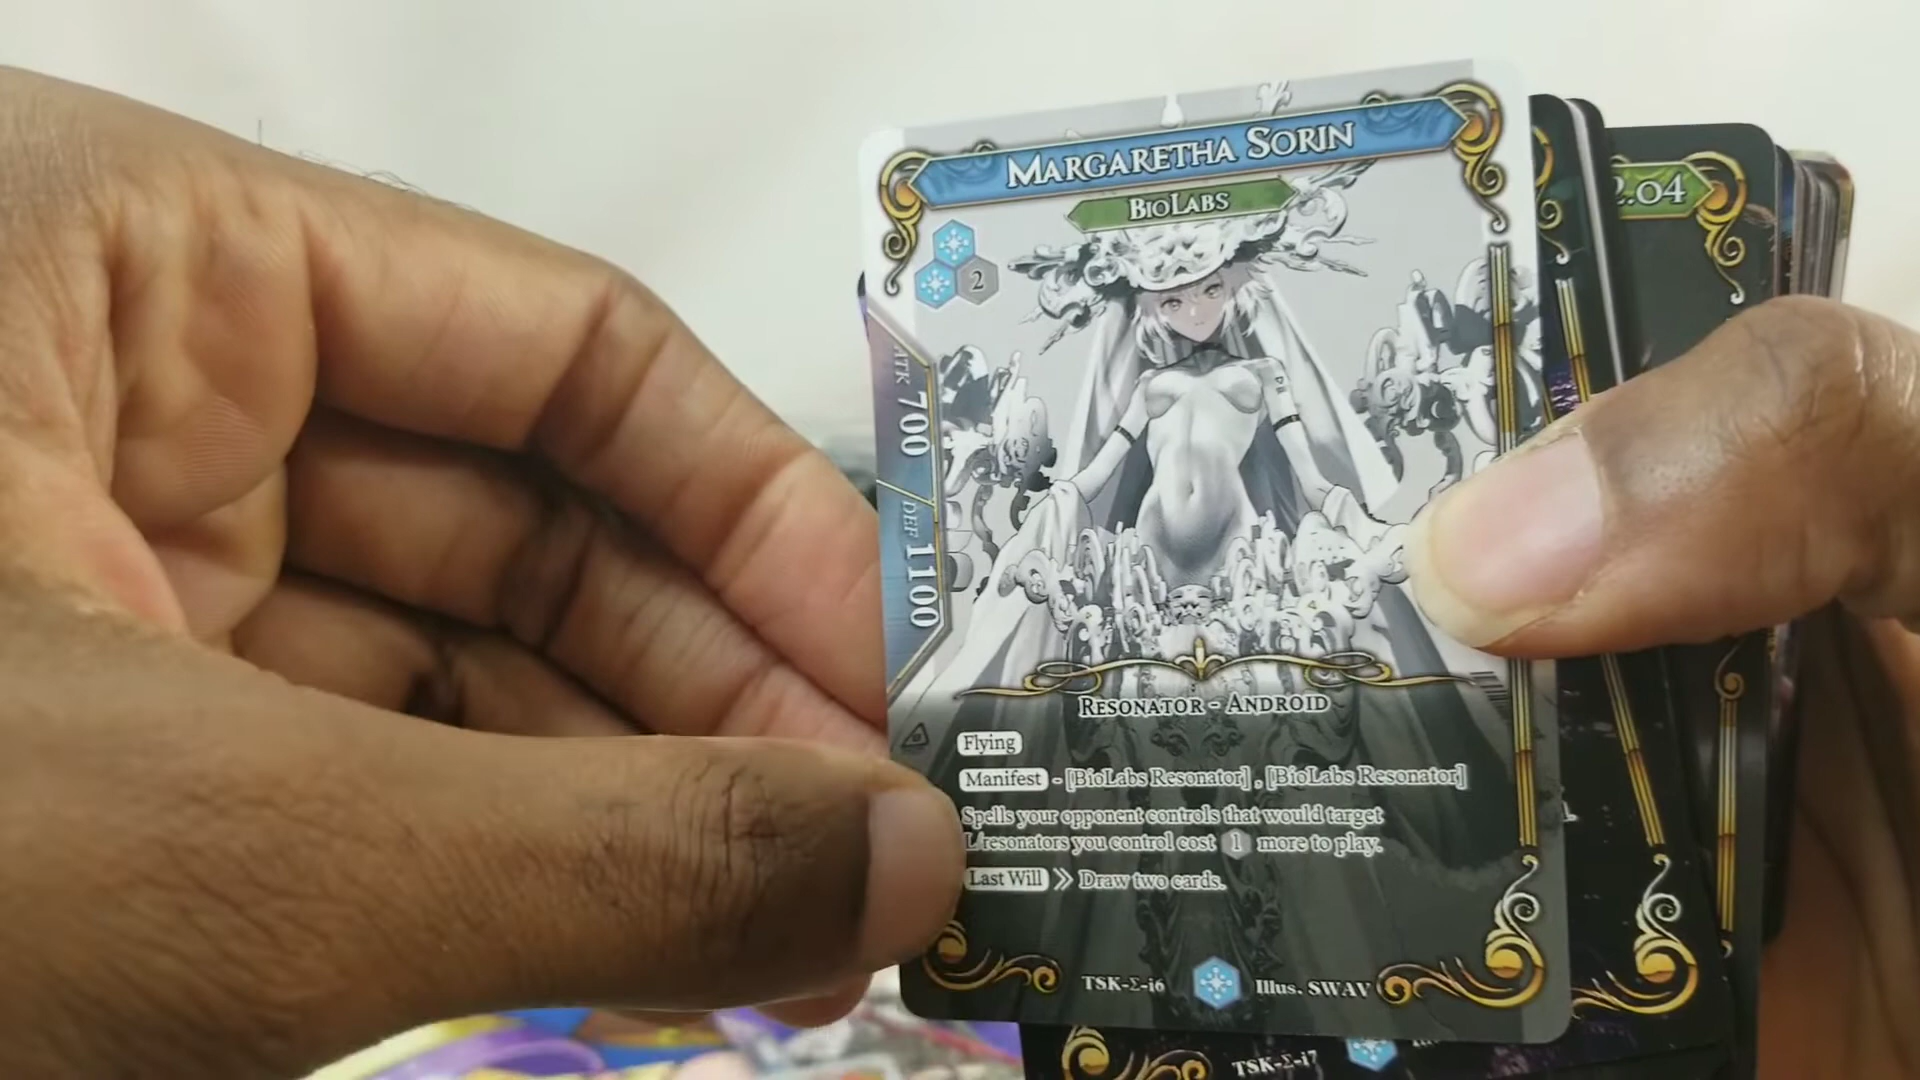 MARGARETHA SORIN
BIOLABS
2
ATK 700
DEF 1100
RESONATOR - ANDROID
Flying
Manifest - [BioLabs Resonator] , [BioLabs Resonator]
Spells your opponent controls that would target
L/resonators you control cost 1 more to play.
Last Will >> Draw two cards.
TSK-Σ-i6
Illus. SWAV
2.04
TSK-Σ-i7